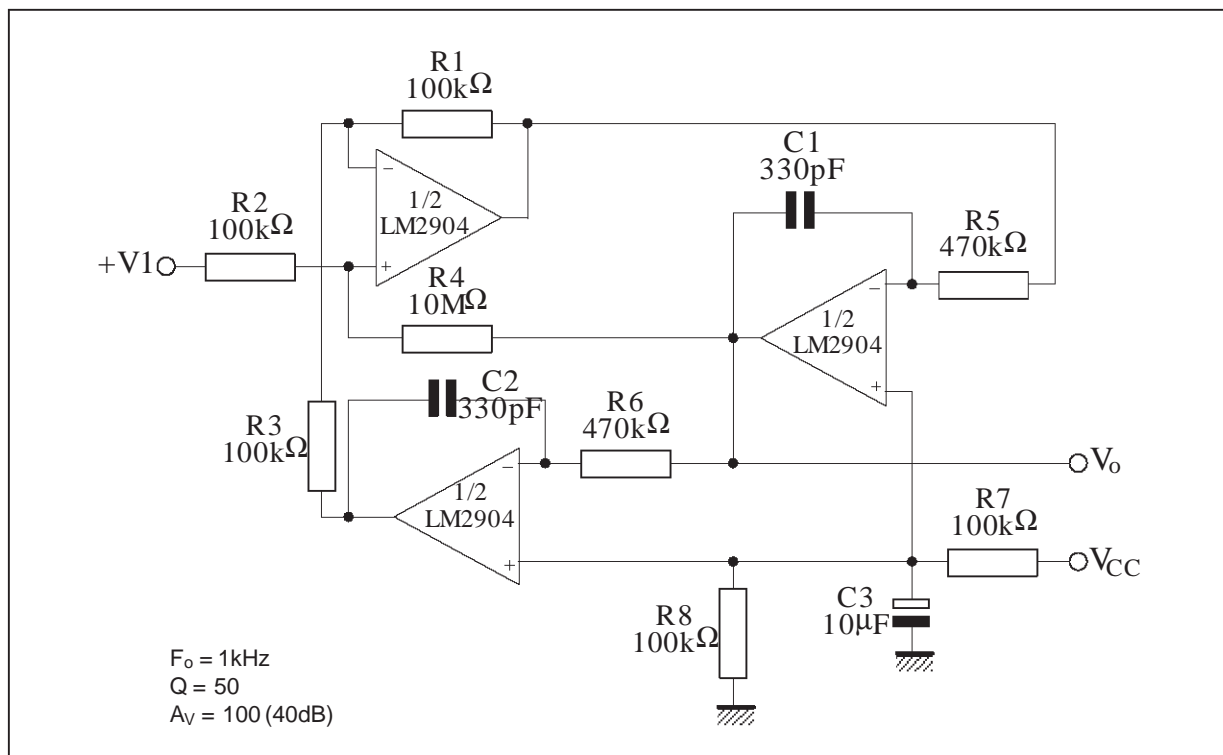 R1
100kΩ
C1
330pF
−
1/2
LM2904
+
R2
100kΩ
+V1
R5
470kΩ
R4
10MΩ
−
1/2
LM2904
+
C2
330pF
R3
100kΩ
R6
470kΩ
−
1/2
LM2904
+
Vo
R7
100kΩ
VCC
R8
100kΩ
C3
10µF
Fo = 1kHz
Q = 50
AV = 100 (40dB)